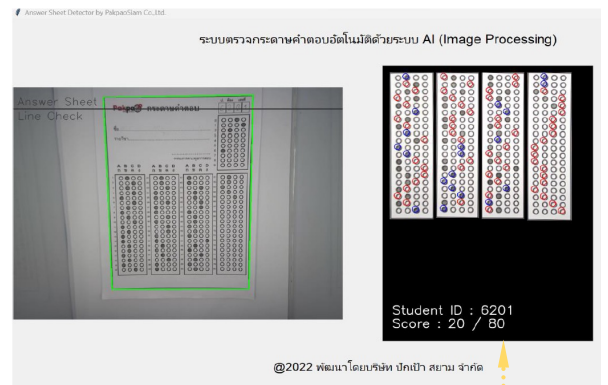 Answer Sheet Detector by PakpaoSiam Co.,Ltd.
ระบบตรวจกระดาษคำตอบอัตโนมัติด้วยระบบ AI (Image Processing)
Answer Sheet
Line Check
กระดาษคำตอบ
ชื่อ
A B C D A B C D A B C D
Student ID : 6201
Score : 20 / 80
@2022 พัฒนาโดยบริษัท ปักเป้า สยาม จำกัด